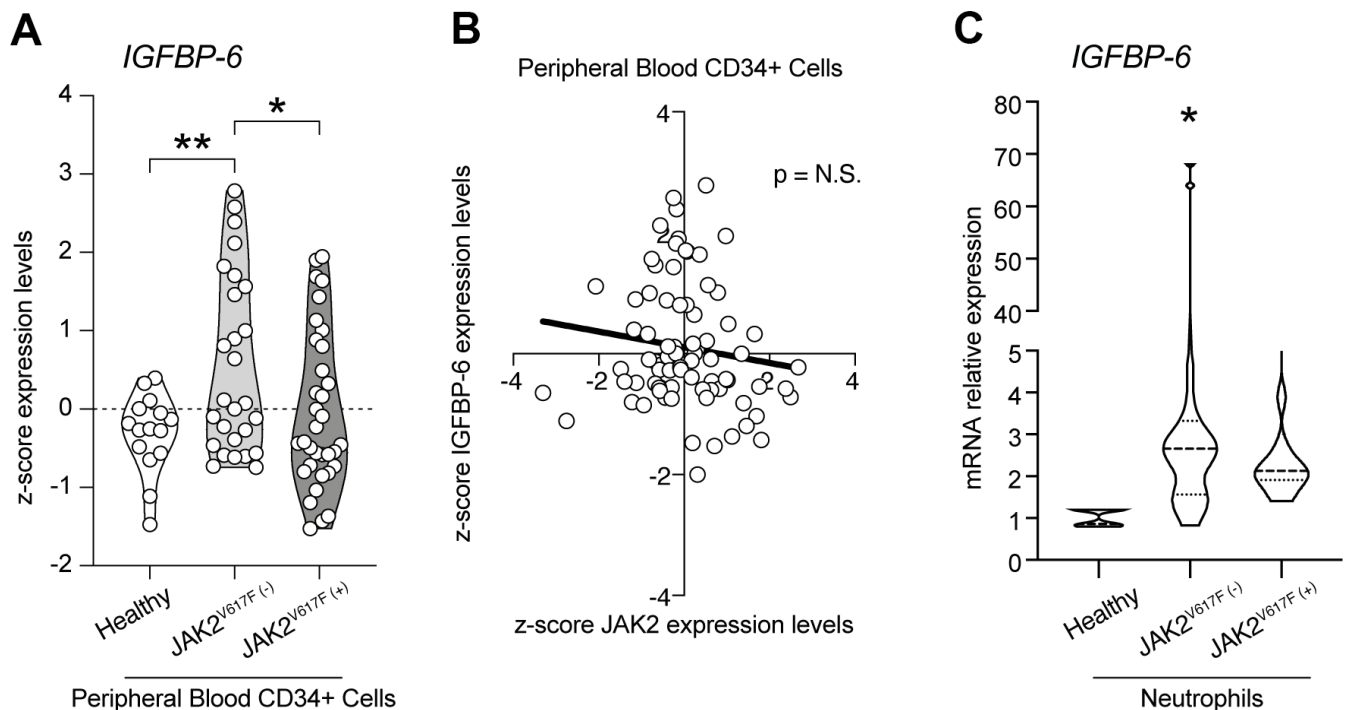 A
IGFBP-6
z-score expression levels
4
3
2
1
0
-1
-2
**
*
Healthy
JAK2V617F (-)
JAK2V617F (+)
Peripheral Blood CD34+ Cells
B
Peripheral Blood CD34+ Cells
z-score IGFBP-6 expression levels
4
2
-2
-4
-4
-2
2
4
p = N.S.
z-score JAK2 expression levels
C
IGFBP-6
mRNA relative expression
80
70
60
50
40
5
4
3
2
1
0
*
Healthy
JAK2V617F (-)
JAK2V617F (+)
Neutrophils